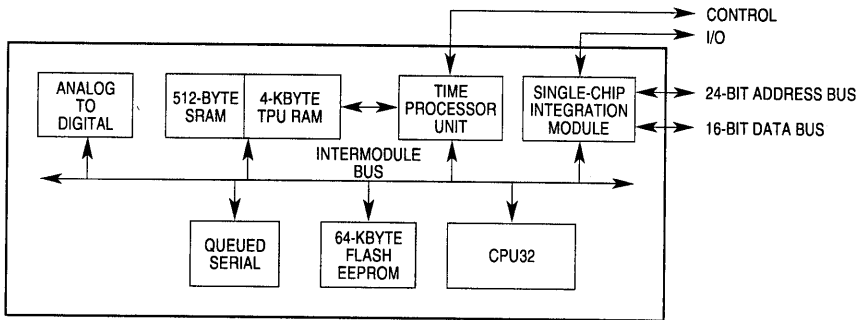 CONTROL
I/O
ANALOG
TO
DIGITAL
512-BYTE
SRAM
4-KBYTE
TPU RAM
TIME
PROCESSOR
UNIT
SINGLE-CHIP
INTEGRATION
MODULE
24-BIT ADDRESS BUS
16-BIT DATA BUS
INTERMODULE
BUS
QUEUED
SERIAL
64-KBYTE
FLASH
EEPROM
CPU32